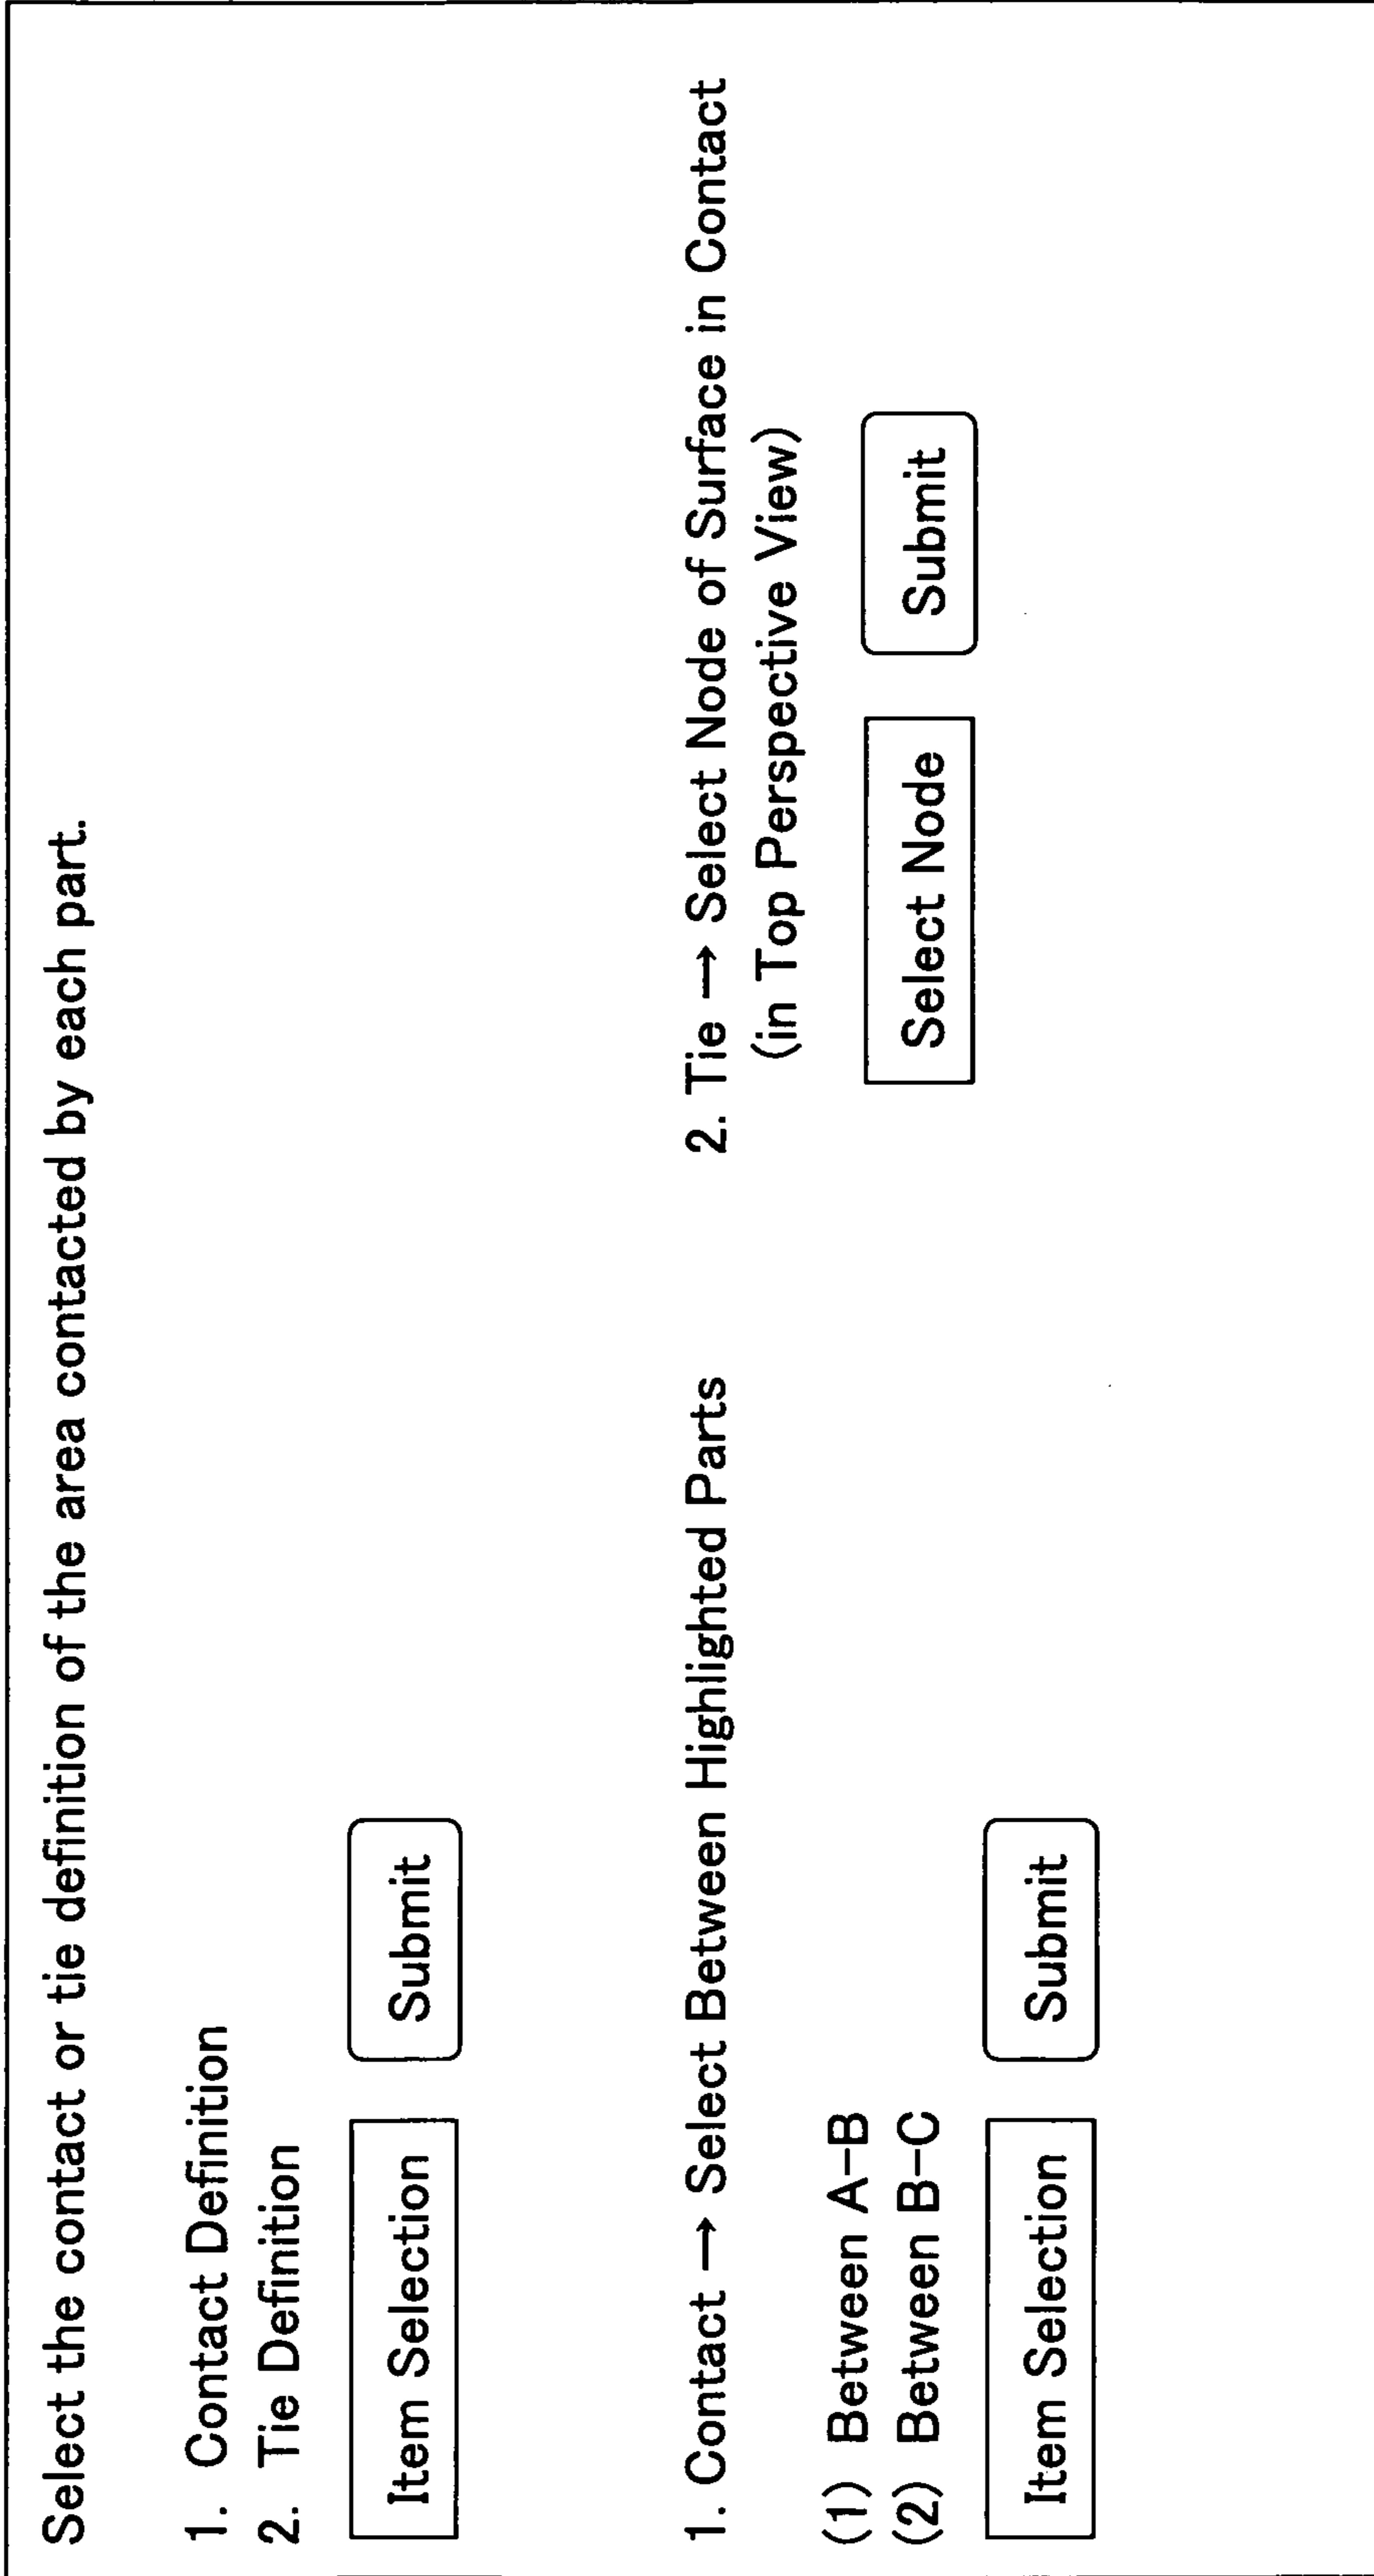 Select the contact or tie definition of the area contacted by each part.
1. Contact Definition
2. Tie Definition
Item Selection
Submit
1. Contact → Select Between Highlighted Parts
(1) Between A-B
(2) Between B-C
Item Selection
Submit
2. Tie → Select Node of Surface in Contact
(in Top Perspective View)
Select Node
Submit